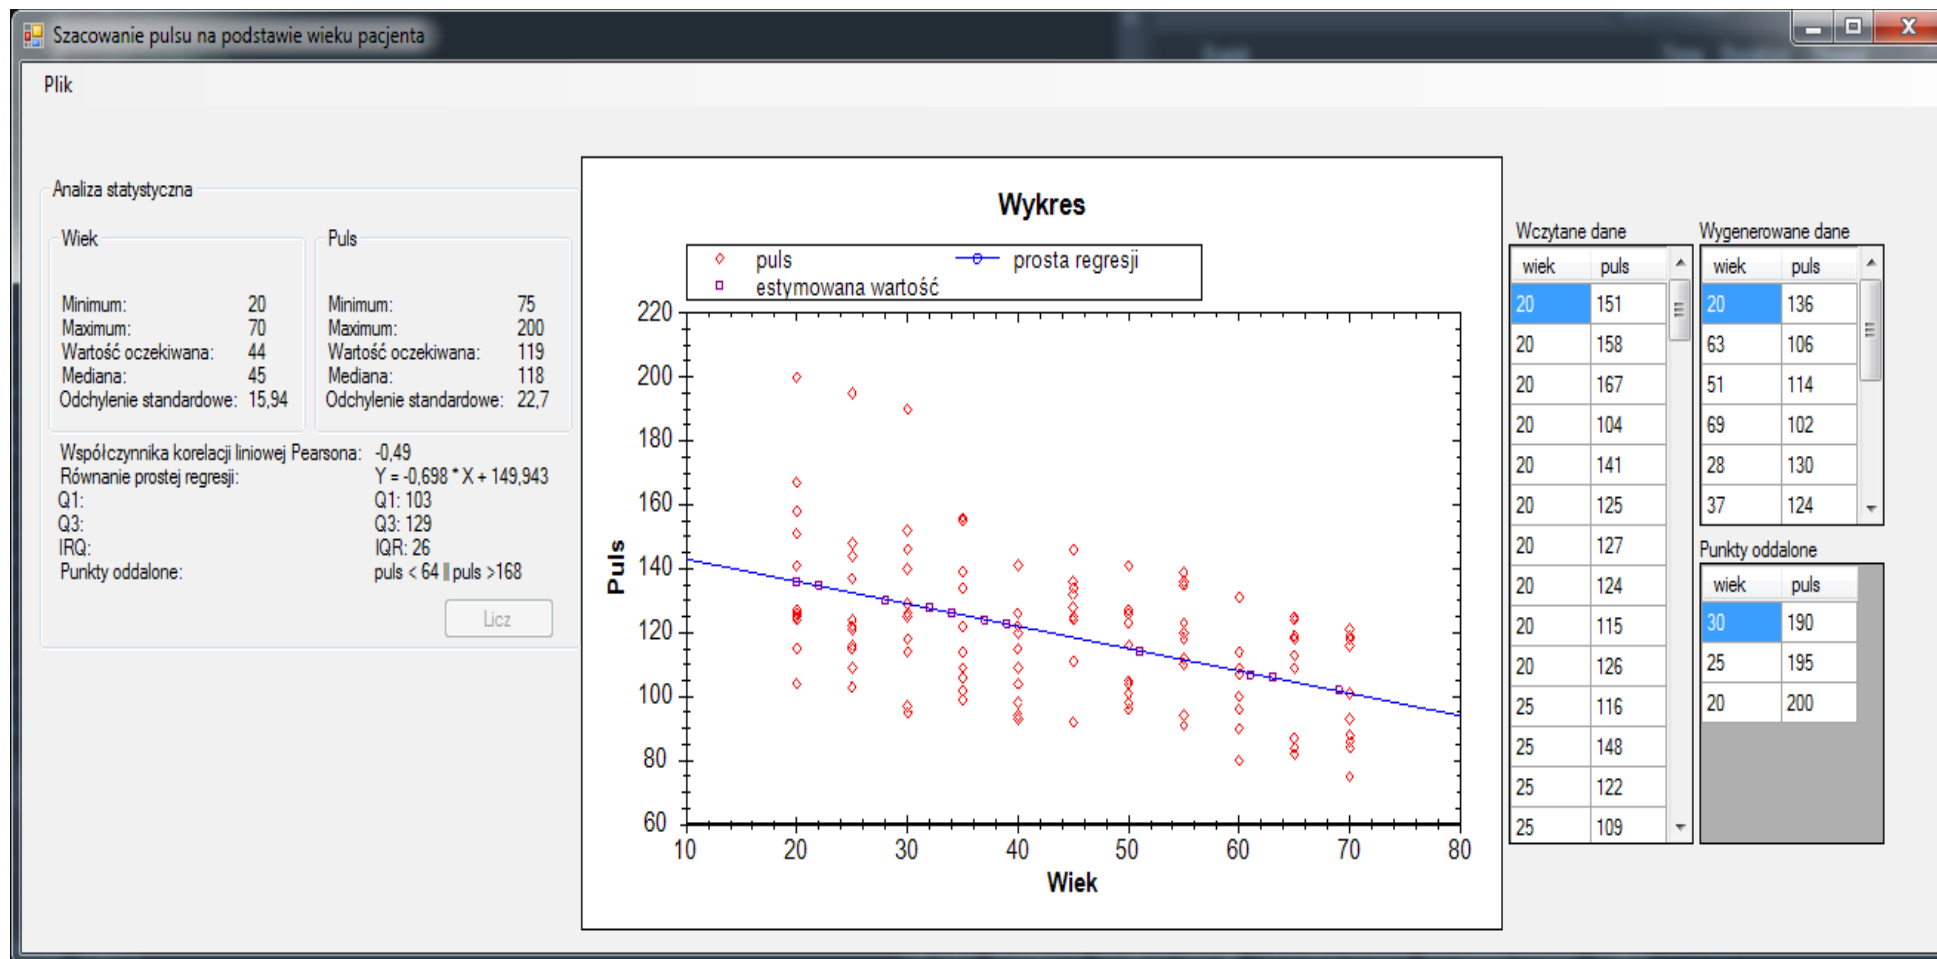 Szacowanie pulsu na podstawie wieku pacjenta
Plik
Analiza statystyczna
Wiek
Minimum: 20
Maximum: 70
Wartość oczekiwana: 44
Mediana: 45
Odchylenie standardowe: 15,94
Puls
Minimum: 75
Maximum: 200
Wartość oczekiwana: 119
Mediana: 118
Odchylenie standardowe: 22,7
Współczynnika korelacji liniowej Pearsona: -0,49
Równanie prostej regresji: Y = -0,698 * X + 149,943
Q1: Q1: 103
Q3: Q3: 129
IRQ: IQR: 26
Punkty oddalone: puls < 64 || puls >168
Licz
Wykres
puls prosta regresji
estymowana wartość
220
200
180
160
140
120
100
80
60
Puls
10 20 30 40 50 60 70 80
Wiek
Wczytane dane
wiek puls
20 151
20 158
20 167
20 104
20 141
20 125
20 127
20 124
20 115
20 126
25 116
25 148
25 122
25 109
Wygenerowane dane
wiek puls
20 136
63 106
51 114
69 102
28 130
37 124
Punkty oddalone
wiek puls
30 190
25 195
20 200